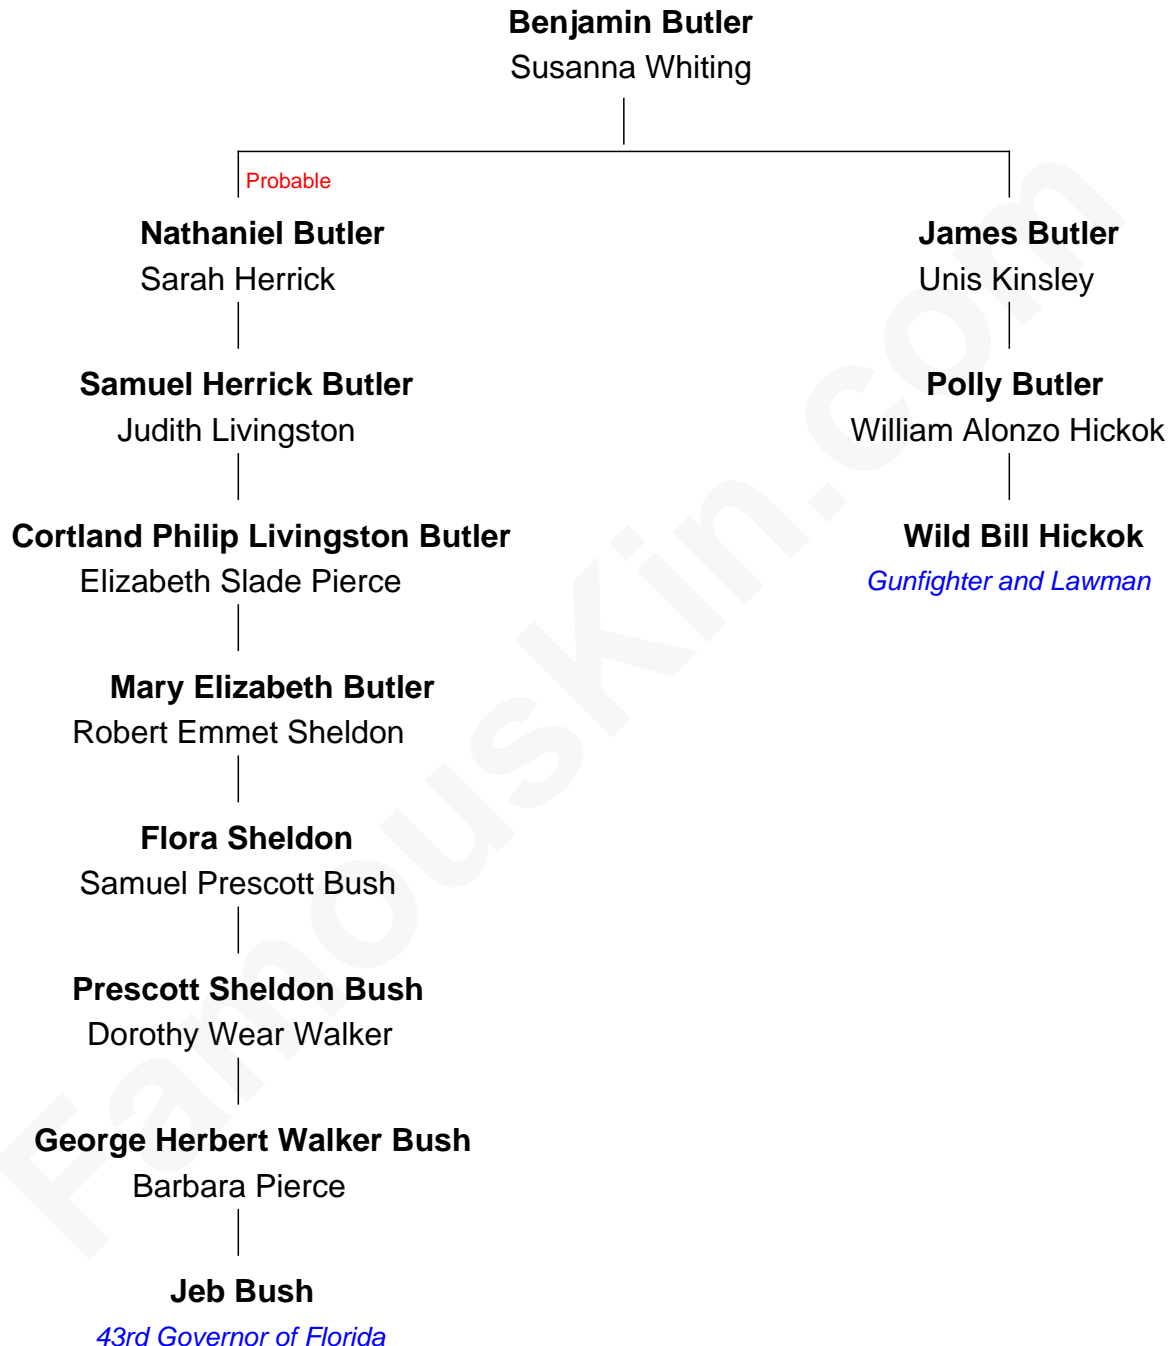 Benjamin Butler
Susanna Whiting
Probable
Nathaniel Butler
Sarah Herrick
James Butler
Unis Kinsley
Samuel Herrick Butler
Judith Livingston
Polly Butler
William Alonzo Hickok
Cortland Philip Livingston Butler
Elizabeth Slade Pierce
Wild Bill Hickok
Gunfighter and Lawman
Mary Elizabeth Butler
Robert Emmet Sheldon
Flora Sheldon
Samuel Prescott Bush
Prescott Sheldon Bush
Dorothy Wear Walker
George Herbert Walker Bush
Barbara Pierce
Jeb Bush
43rd Governor of Florida
FamousKin.com